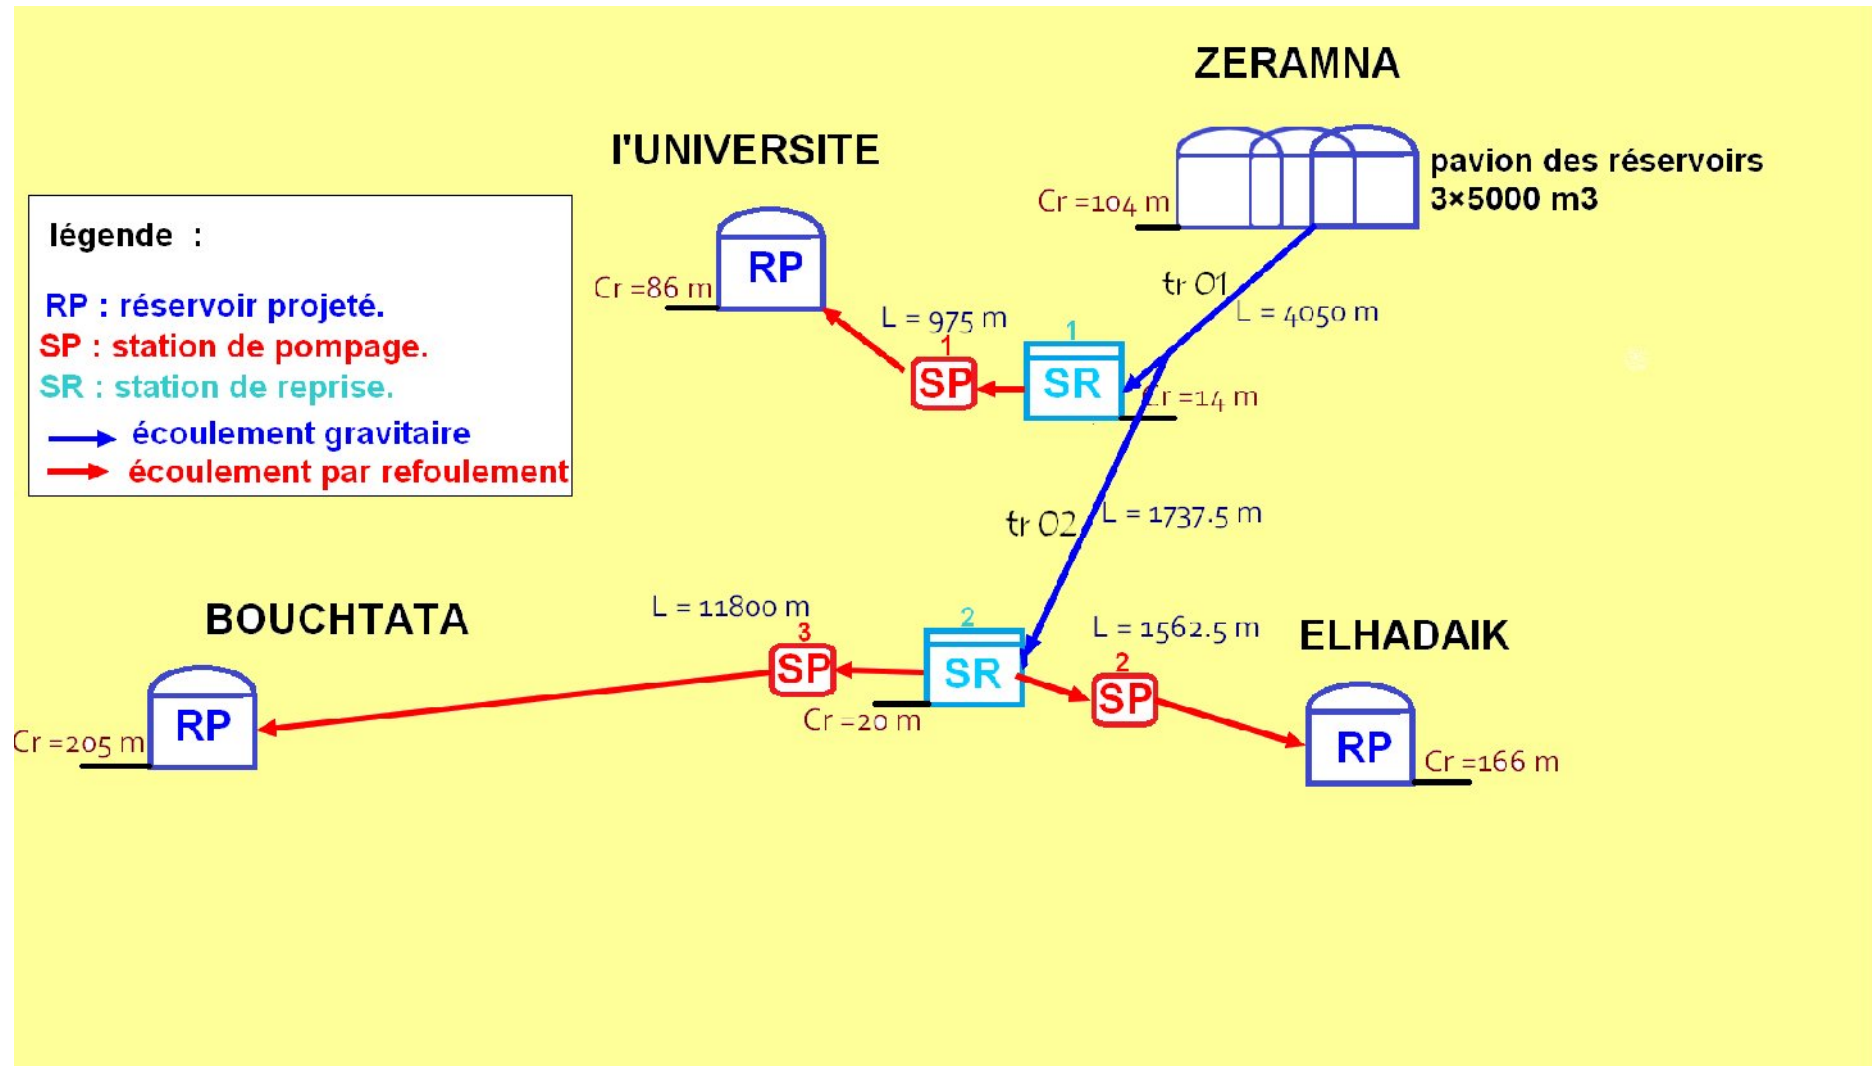 ZERAMNA
l'UNIVERSITE
pavion des réservoirs
3×5000 m3
Cr =104 m
légende :
RP
Cr =86 m
tr 01
RP : réservoir projeté.
L = 975 m
L = 4050 m
SP : station de pompage.
1
1
SP
SR
SR : station de reprise.
Cr =14 m
écoulement gravitaire
écoulement par refoulement
tr 02
L = 1737.5 m
BOUCHTATA
L = 11800 m
2
L = 1562.5 m
ELHADAIK
3
SP
SR
2
SP
RP
Cr =20 m
Cr =205 m
RP
Cr =166 m